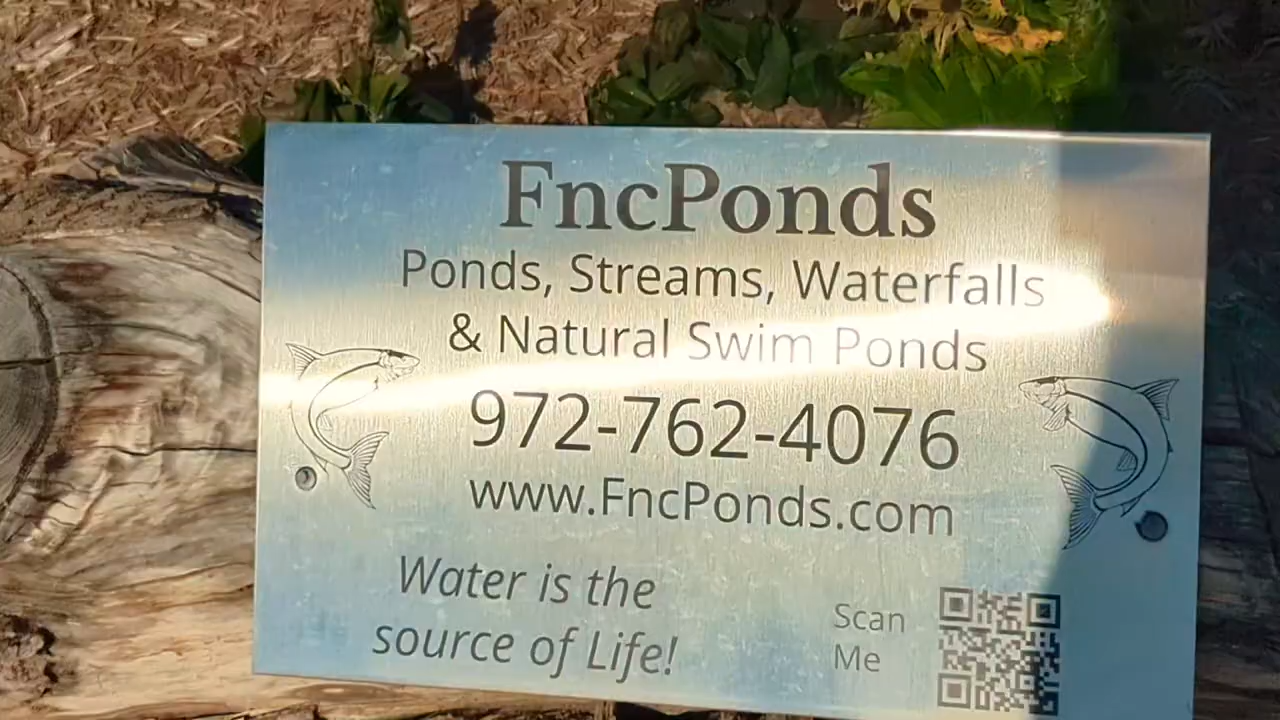 FncPonds
Ponds, Streams, Waterfalls
& Natural Swim Ponds
972-762-4076
www.FncPonds.com
Water is the
source of Life!
Scan
Me